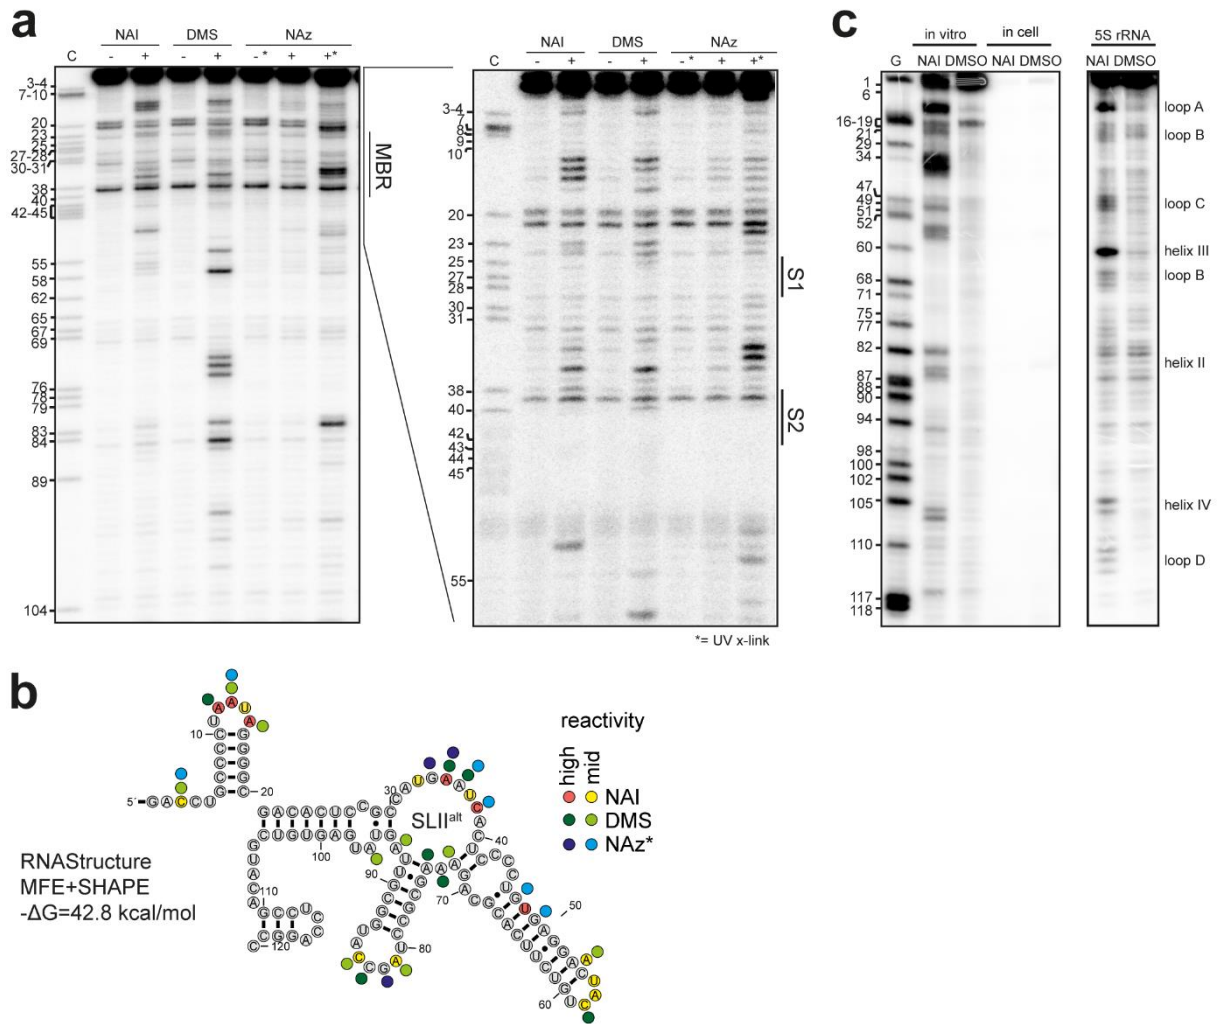 a
NAI
DMS
NAz
C
-
+
-
+
-*
+
+*
3-4
7-10
20
23
25
27-28
30-31
38
40
42-45
55
58
62
65
67
69
76
78
79
83
84
89
104
MBR
NAI
DMS
NAz
C
-
+
-
+
-*
+
+*
3-4
7
8
9
10
20
23
25
27
28
30
31
38
40
42
43
44
45
55
S1
S2
*= UV x-link
c
in vitro
in cell
5S rRNA
G
NAI
DMSO
NAI
DMSO
NAI
DMSO
1
6
16-19
21
29
34
47
49
51
52
60
68
71
75
77
82
87
88
90
94
98
100
102
105
110
117
118
loop A
loop B
loop C
helix III
loop B
helix II
helix IV
loop D
b
RNAStructure
MFE+SHAPE
-ΔG=42.8 kcal/mol
5'
10
20
30
40
50
60
70
80
90
100
110
120
SLII^alt
reactivity
high
mid
NAI
DMS
NAz*